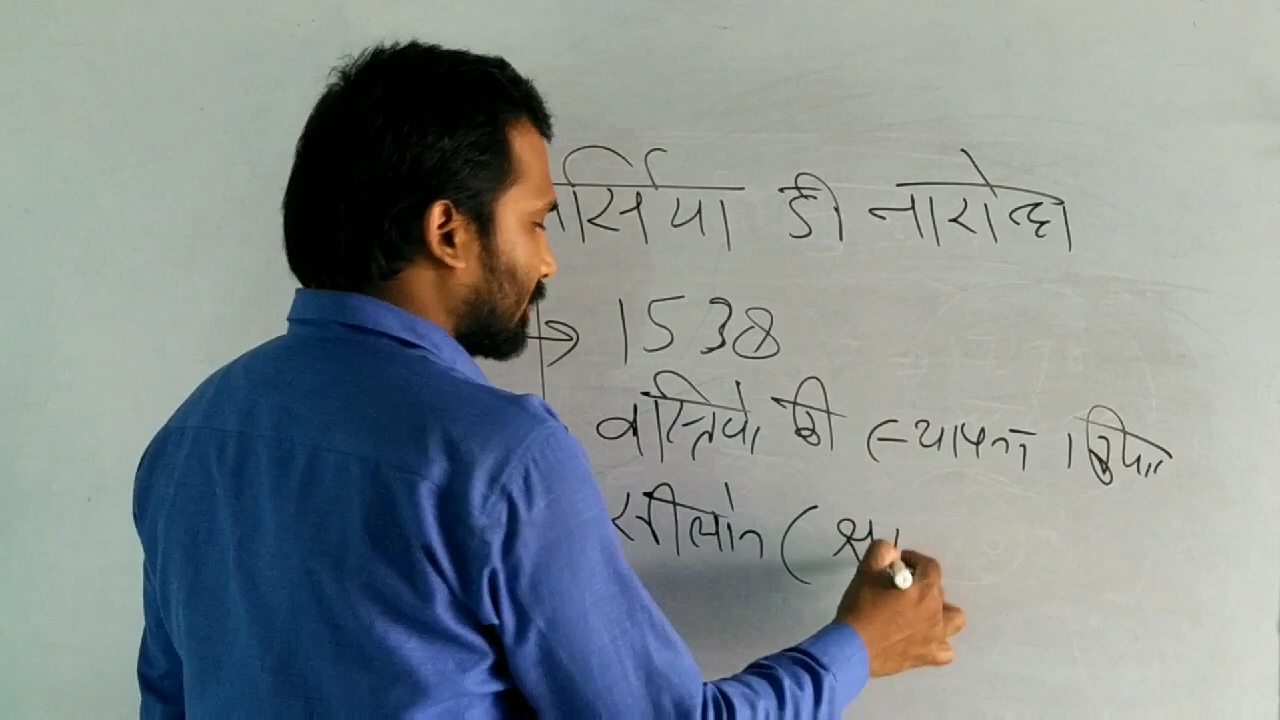 र्सिया डी नारोन्हा
→ 1538
वस्तियो की स्थापना किया
सीलोन ( श्र